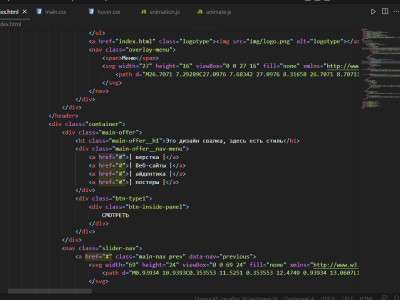 index.html main.css hover.css animation.js animate.js
index.html
</ul>
<a href="index.html" class="logotype"><img src="img/logo.png" alt="logotype"></a>
<nav class="overlay-menu">
<span>Меню</span>
<svg width="27" height="16" viewBox="0 0 27 16" fill="none" xmlns="http://www
<path d="M26.7071 7.29289C27.0976 7.68342 27.0976 8.31658 26.7071 8.7071
</svg>
</nav>
</div>
</div>
</header>
<div class="container">
<div class="main-offer">
<h1 class="main-offer__h1">Это дизайн свалка, здесь есть стиль</h1>
<div class="main-offer__nav-menu">
<a href="#">| верстка |</a>
<a href="#">| Веб-сайты |</a>
<a href="#">| айдентика |</a>
<a href="#">| постеры |</a>
</div>
<div class="btn-type1">
<div class="btn-inside-panel">
СМОТРЕТЬ
</div>
</div>
<nav class="slider-nav">
<a href="#" class="main-nav prev" data-nav="previous">
<svg width="69" height="24" viewBox="0 0 69 24" fill="none" xmlns="http://www.w3.
<path d="M0.93934 10.9393C0.353553 11.5251 0.353553 12.4749 0.93934 13.0607L1
</svg>